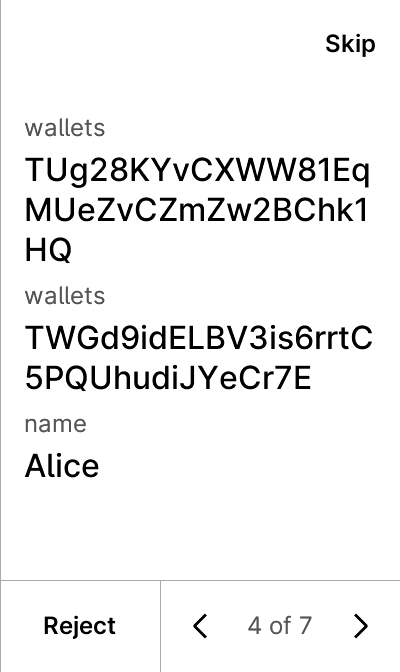 Skip
wallets
TUg28KYvCXWW81Eq
MUeZvCZmZw2BChk1
HQ
wallets
TWGd9idELBV3is6rrtC
5PQUhudiJYeCr7E
name
Alice
Reject
4 of 7